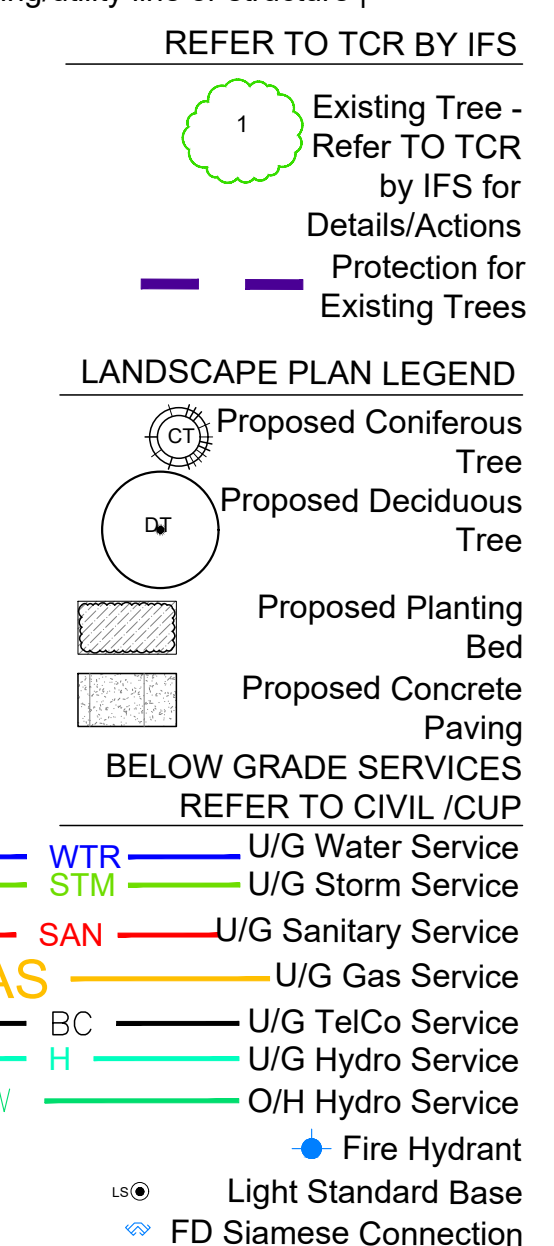 REFER TO TCR BY IFS
1
Existing Tree -
Refer TO TCR
by IFS for
Details/Actions
Protection for
Existing Trees
LANDSCAPE PLAN LEGEND
CT
Proposed Coniferous
Tree
DT
Proposed Deciduous
Tree
Proposed Planting
Bed
Proposed Concrete
Paving
BELOW GRADE SERVICES
REFER TO CIVIL /CUP
WTR U/G Water Service
STM U/G Storm Service
SAN U/G Sanitary Service
AS U/G Gas Service
BC U/G TelCo Service
H U/G Hydro Service
O/H Hydro Service
Fire Hydrant
LS Light Standard Base
FD Siamese Connection